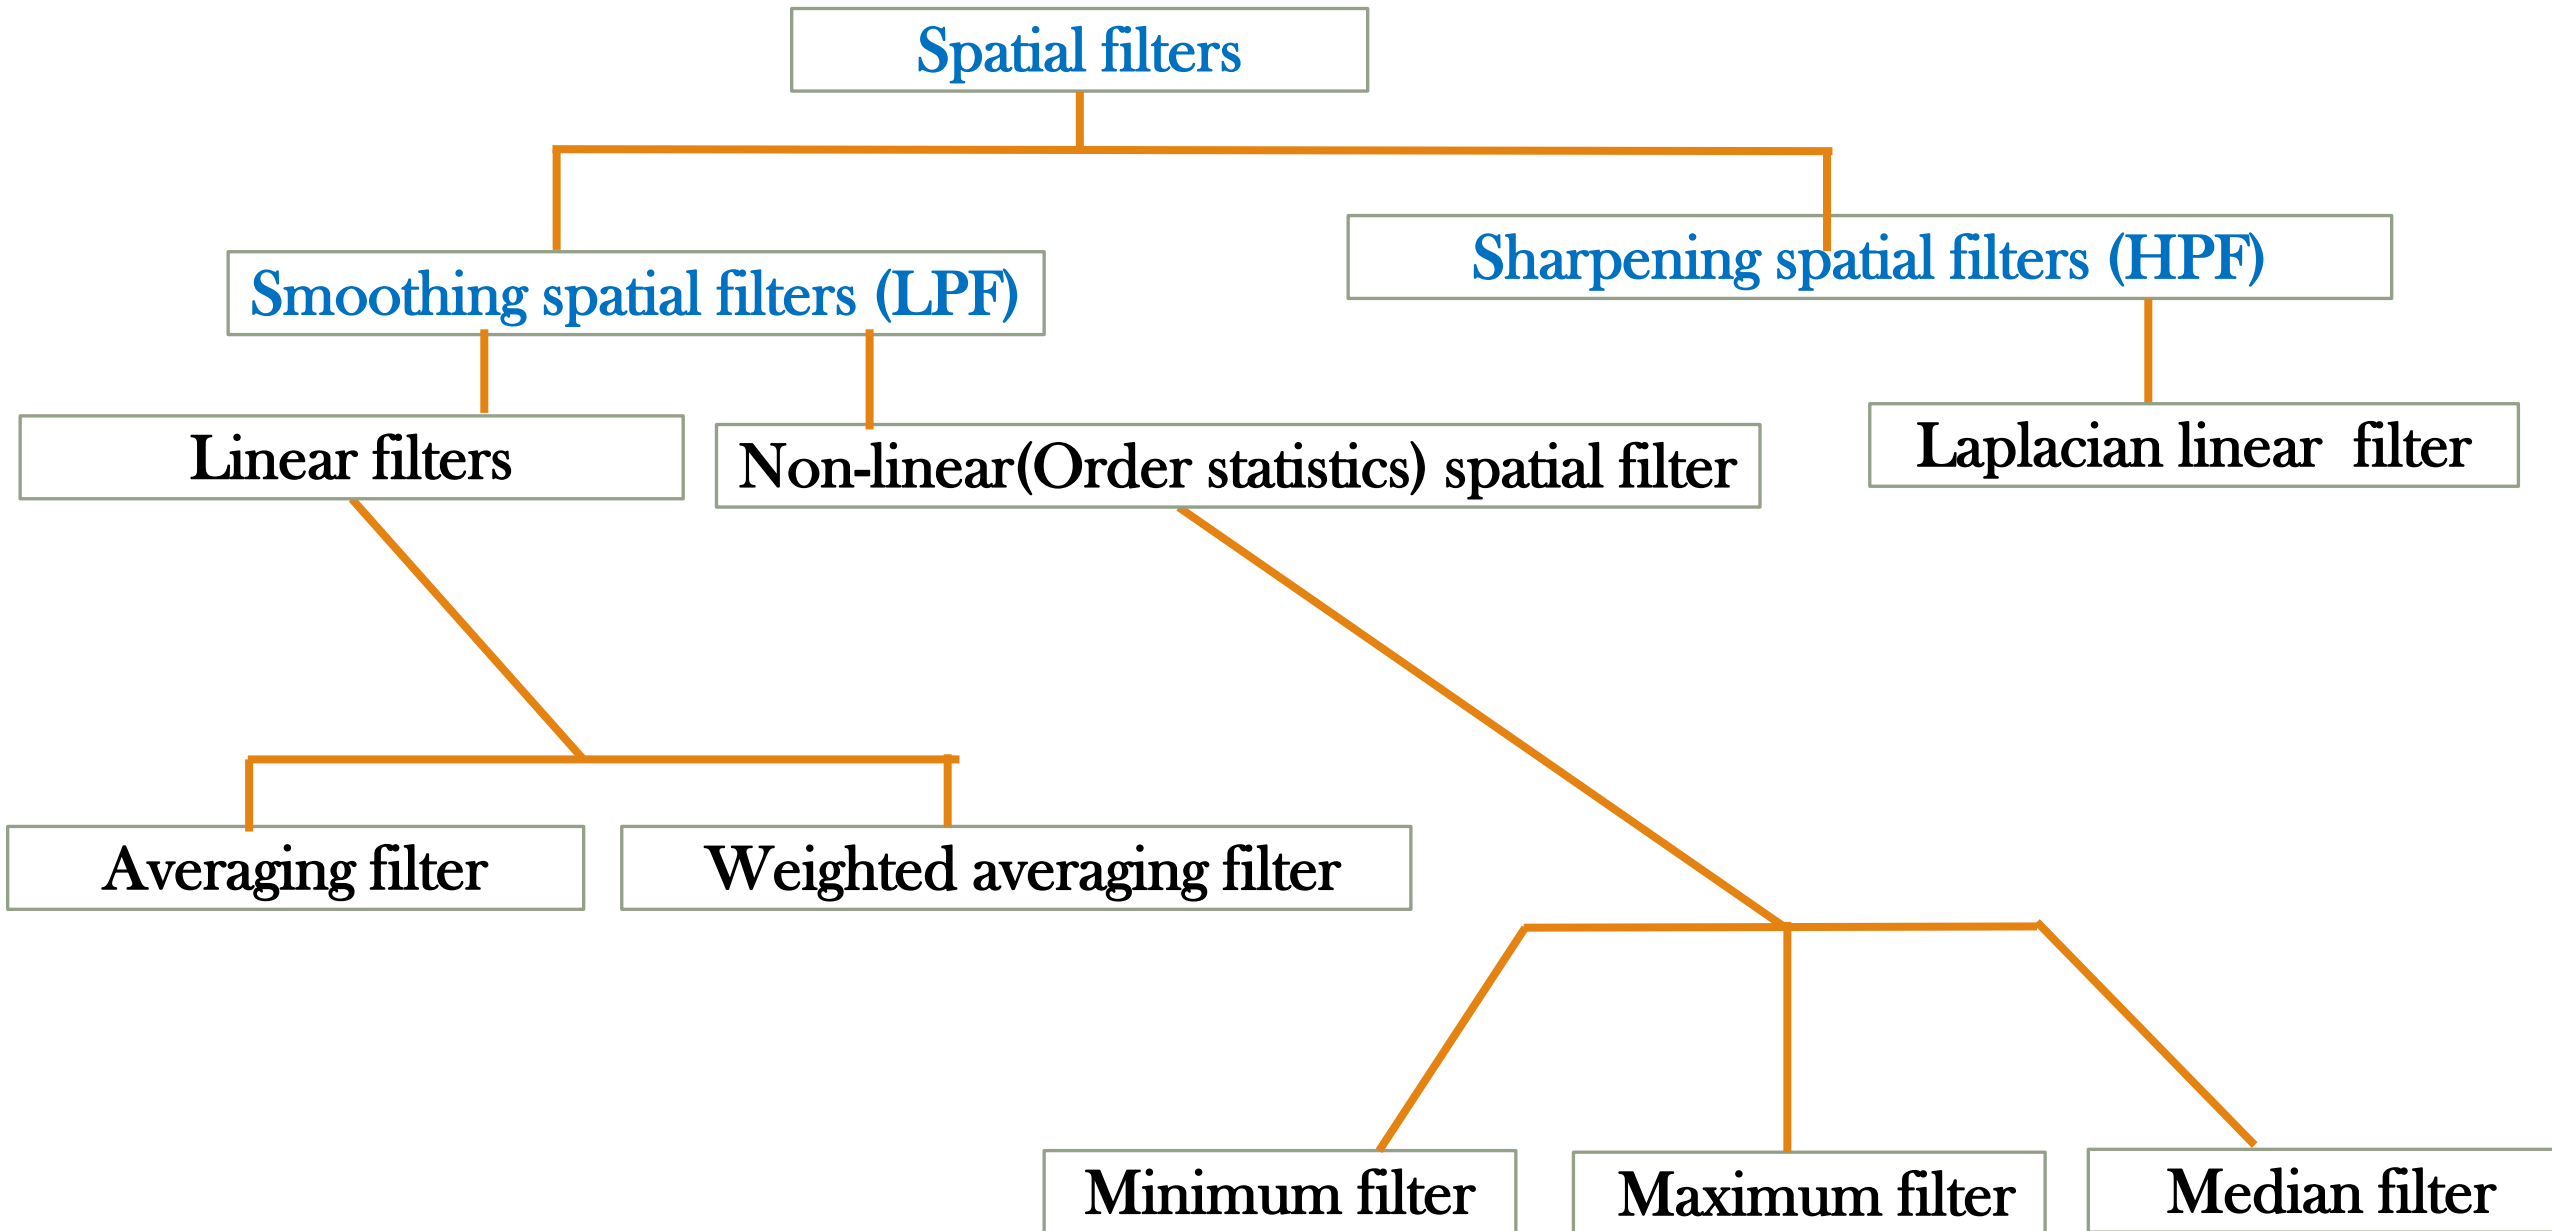 Spatial filters
Smoothing spatial filters (LPF)
Sharpening spatial filters (HPF)
Linear filters
Non-linear(Order statistics) spatial filter
Laplacian linear  filter
Averaging filter
Weighted averaging filter
Minimum filter
Maximum filter
Median filter